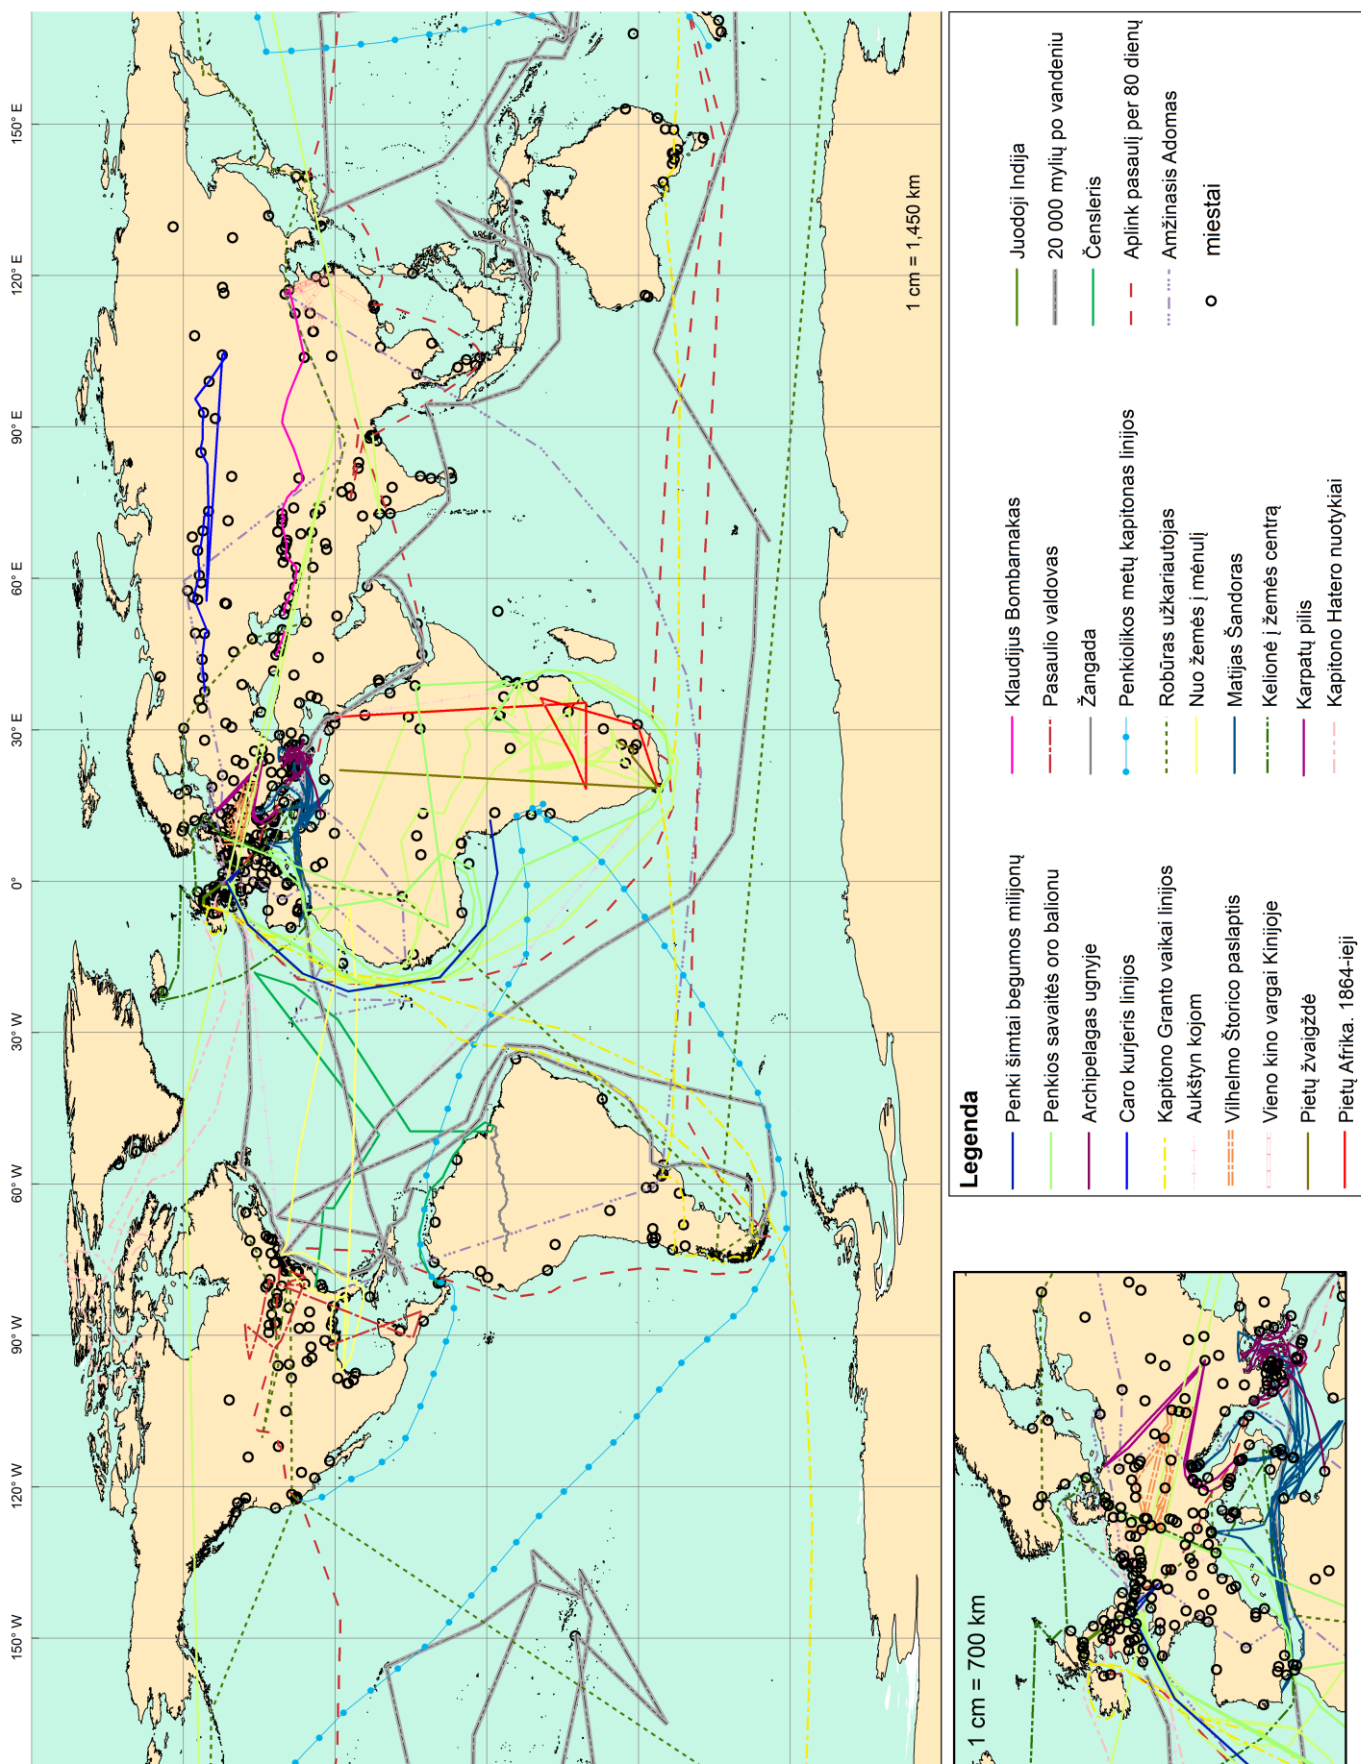 150° W
120° W
90° W
60° W
30° W
0°
30° E
60° E
90° E
120° E
150° E
1 cm = 1,450 km
1 cm = 700 km
Legenda
Penki šimtai begumos milijonų
Penkios savaitės oro balionu
Archipelagas ugnyje
Caro kurjeris linijos
Kapitono Granto vaikai linijos
Aukštyn kojom
Vilhelmo Štorico paslaptis
Vieno kino vargai Kinijoje
Pietų žvaigždė
Pietų Afrika. 1864-ieji
Klaudijus Bombarnakas
Pasaulio valdovas
Žangada
Penkiolikos metų kapitonas linijos
Robūras užkariautojas
Nuo žemės į mėnulį
Matijas Šandoras
Kelionė į žemės centrą
Karpatų pilis
Kapitono Hatero nuotykiai
Juodoji Indija
20 000 mylių po vandeniu
Čensleris
Aplink pasaulį per 80 dienų
Amžinasis Adomas
miestai